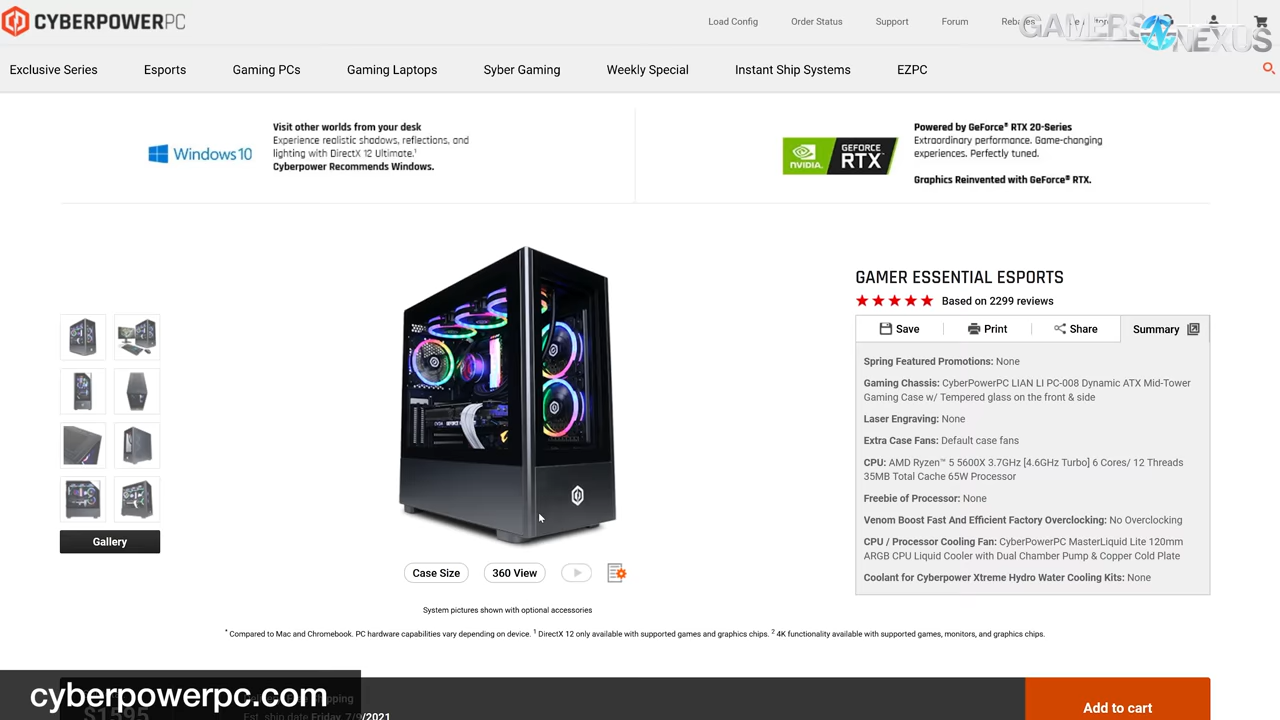 CYBERPOWERPC
Load Config Order Status Support Forum
GAMERS NEXUS
Exclusive Series Esports Gaming PCs Gaming Laptops Syber Gaming Weekly Special Instant Ship Systems EZPC
Windows 10
Visit other worlds from your desk
Experience realistic shadows, reflections, and
lighting with DirectX 12 Ultimate.¹
Cyberpower Recommends Windows.
NVIDIA GEFORCE RTX
Powered by GeForce® RTX 20-Series
Extraordinary performance. Game-changing
experiences. Perfectly tuned.
Graphics Reinvented with GeForce® RTX.
GAMER ESSENTIAL ESPORTS
Based on 2299 reviews
Save Print Share Summary
Spring Featured Promotions: None
Gaming Chassis: CyberPowerPC LIAN LI PC-008 Dynamic ATX Mid-Tower
Gaming Case w/ Tempered glass on the front & side
Laser Engraving: None
Extra Case Fans: Default case fans
CPU: AMD Ryzen™ 5 5600X 3.7GHz [4.6GHz Turbo] 6 Cores/ 12 Threads
35MB Total Cache 65W Processor
Freebie of Processor: None
Venom Boost Fast And Efficient Factory Overclocking: No Overclocking
CPU / Processor Cooling Fan: CyberPowerPC MasterLiquid Lite 120mm
ARGB CPU Liquid Cooler with Dual Chamber Pump & Copper Cold Plate
Coolant for Cyberpower Xtreme Hydro Water Cooling Kits: None
Gallery
Case Size 360 View
System pictures shown with optional accessories
* Compared to Mac and Chromebook. PC hardware capabilities vary depending on device. ¹ DirectX 12 only available with supported games and graphics chips. ² 4K functionality available with supported games, monitors, and graphics chips.
cyberpowerpc.com
$1595
Est. ship date Friday, 7/9/2021
Add to cart